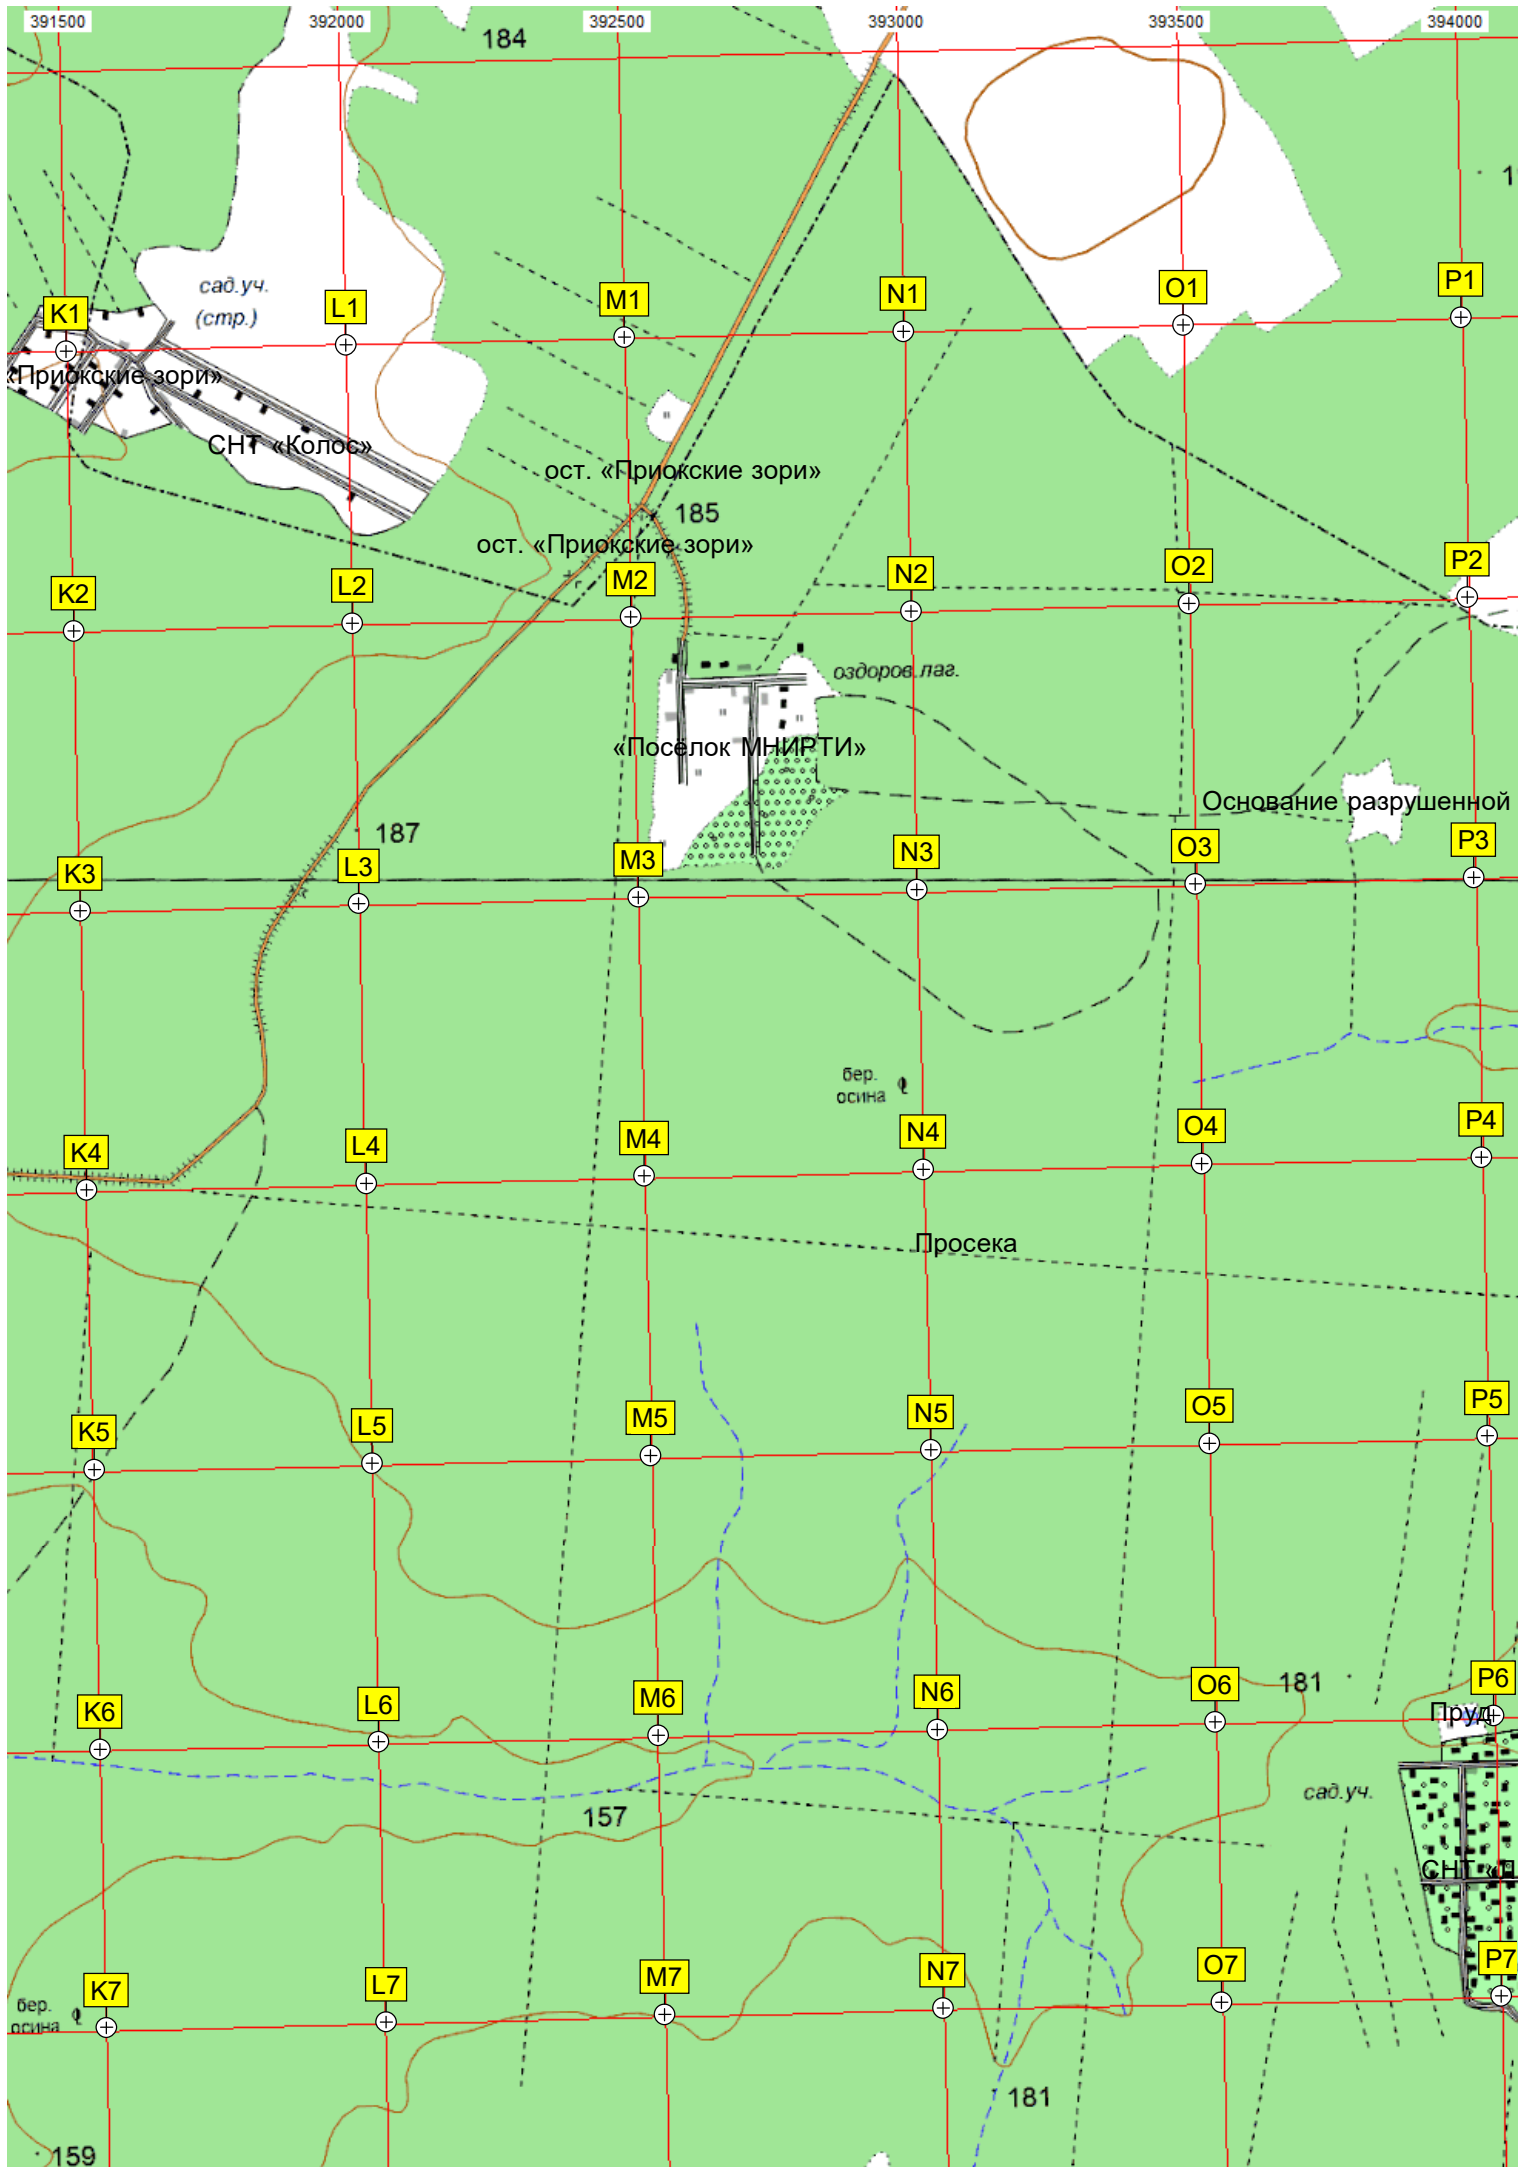 391500 392000 392500 393000 393500 394000
184
сад.уч.
(стр.)
K1 L1 M1 N1 O1 P1
«Приокские зори»
СНТ «Колос»
ост. «Приокские зори»
185
ост. «Приокские зори»
K2 L2 M2 N2 O2 P2
оздоров.лаг.
«Посёлок МНИРТИ»
Основание разрушенной
187
K3 L3 M3 N3 O3 P3
бер.
осина
K4 L4 M4 N4 O4 P4
Просека
K5 L5 M5 N5 O5 P5
181
K6 L6 M6 N6 O6 P6
Пруд
сад.уч.
157
СНТ
K7 L7 M7 N7 O7 P7
бер.
осина
181
159